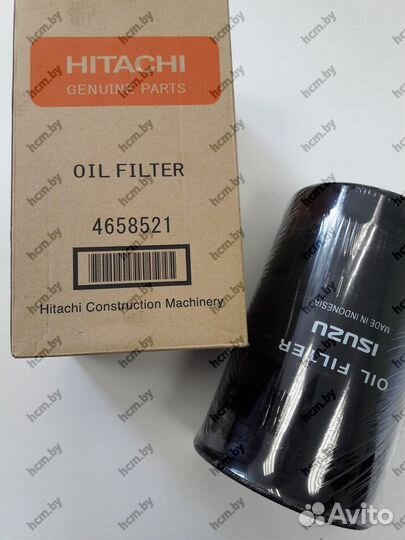 HITACHI
GENUINE PARTS
OIL FILTER
4658521
Hitachi Construction Machinery
OIL FILTER
ISUZU
MADE IN INDONESIA
hcm.by
Avito